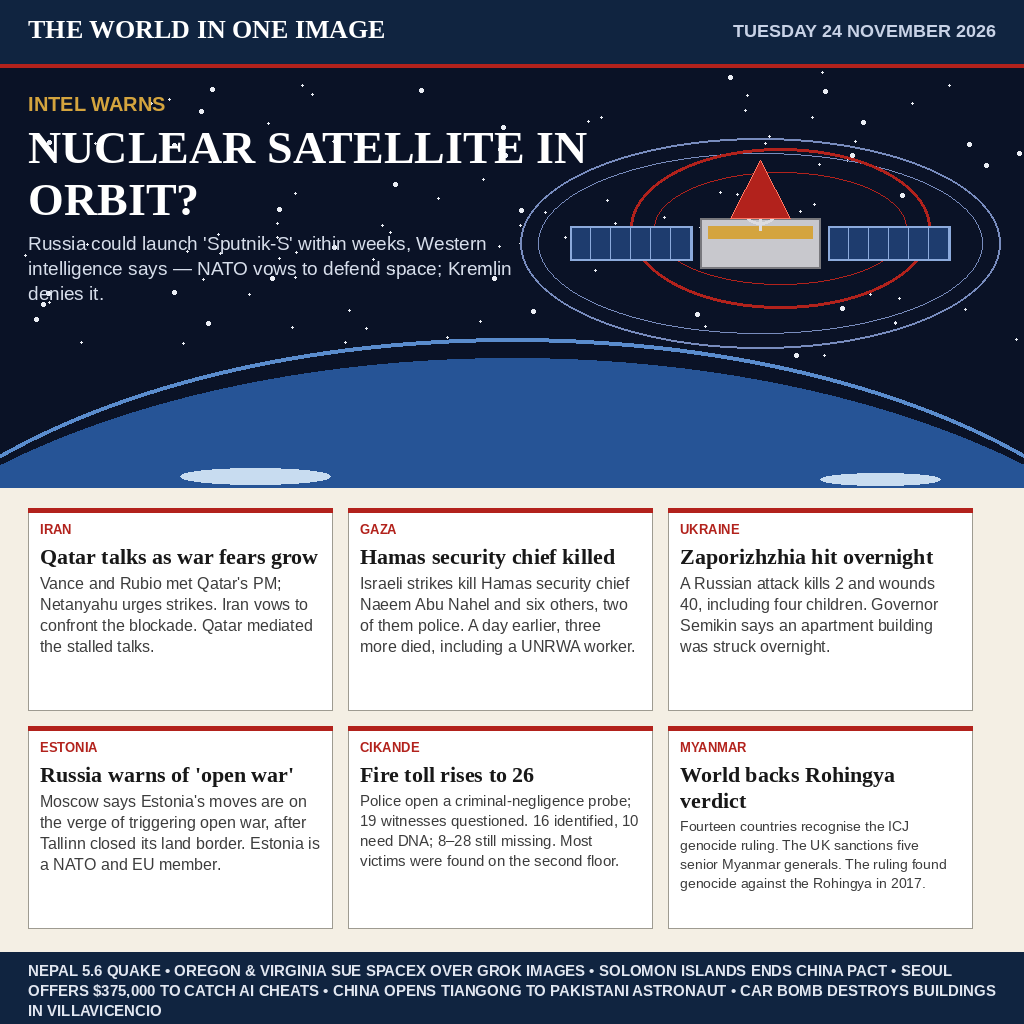 THE WORLD IN ONE IMAGE
TUESDAY 24 NOVEMBER 2026
INTEL WARNS
NUCLEAR SATELLITE IN
ORBIT?
Russia could launch 'Sputnik-S' within weeks, Western
intelligence says — NATO vows to defend space; Kremlin
denies it.
IRAN
Qatar talks as war fears grow
Vance and Rubio met Qatar's PM;
Netanyahu urges strikes. Iran vows to
confront the blockade. Qatar mediated
the stalled talks.
GAZA
Hamas security chief killed
Israeli strikes kill Hamas security chief
Naeem Abu Nahel and six others, two
of them police. A day earlier, three
more died, including a UNRWA worker.
UKRAINE
Zaporizhzhia hit overnight
A Russian attack kills 2 and wounds
40, including four children. Governor
Semikin says an apartment building
was struck overnight.
ESTONIA
Russia warns of 'open war'
Moscow says Estonia's moves are on
the verge of triggering open war, after
Tallinn closed its land border. Estonia is
a NATO and EU member.
CIKANDE
Fire toll rises to 26
Police open a criminal-negligence probe;
19 witnesses questioned. 16 identified, 10
need DNA; 8–28 still missing. Most
victims were found on the second floor.
MYANMAR
World backs Rohingya
verdict
Fourteen countries recognise the ICJ
genocide ruling. The UK sanctions five
senior Myanmar generals. The ruling found
genocide against the Rohingya in 2017.
NEPAL 5.6 QUAKE • OREGON & VIRGINIA SUE SPACEX OVER GROK IMAGES • SOLOMON ISLANDS ENDS CHINA PACT • SEOUL
OFFERS $375,000 TO CATCH AI CHEATS • CHINA OPENS TIANGONG TO PAKISTANI ASTRONAUT • CAR BOMB DESTROYS BUILDINGS
IN VILLAVICENCIO